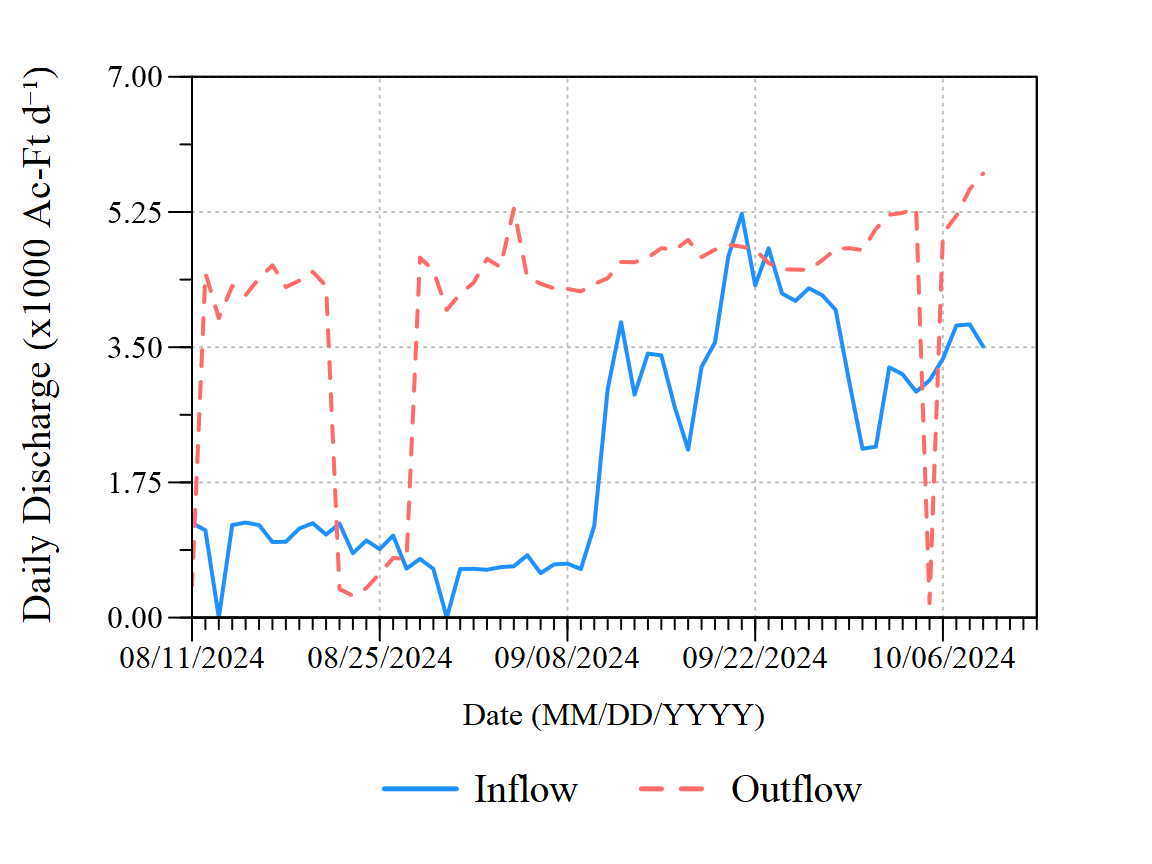 Daily Discharge (x1000 Ac-Ft d⁻¹)
7.00
5.25
3.50
1.75
0.00
08/11/2024 08/25/2024 09/08/2024 09/22/2024 10/06/2024
Date (MM/DD/YYYY)
Inflow Outflow